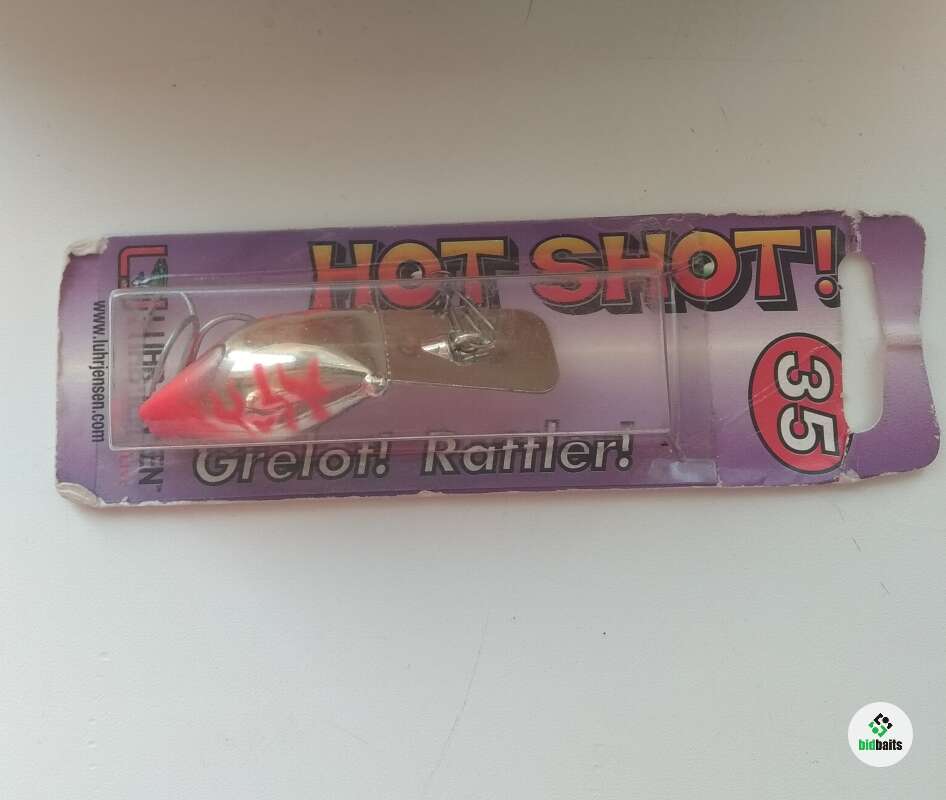 HOT SHOT!
35
Grelot! Rattler!
www.luhrjensen.com
bidbaits